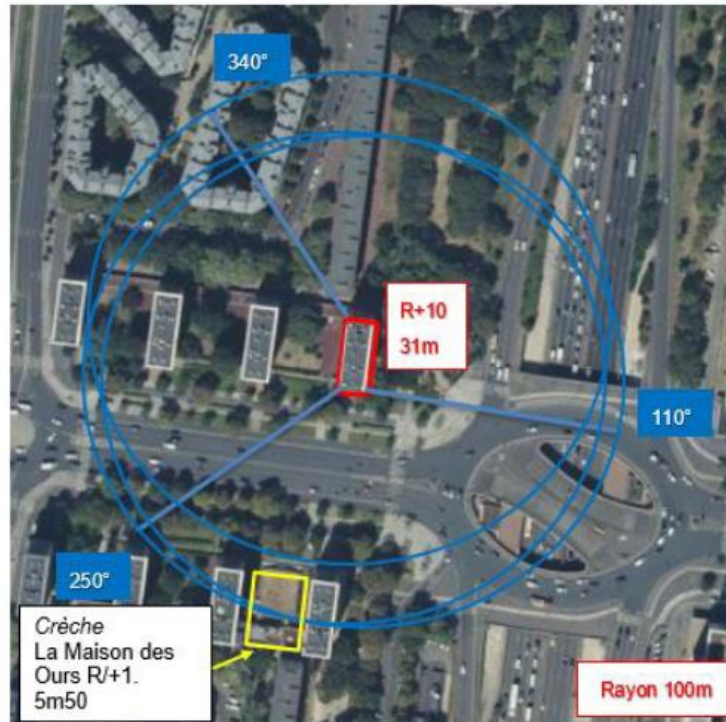 340°
R+10
31m
110°
250°
Crèche
La Maison des
Ours R/+1.
5m50
Rayon 100m